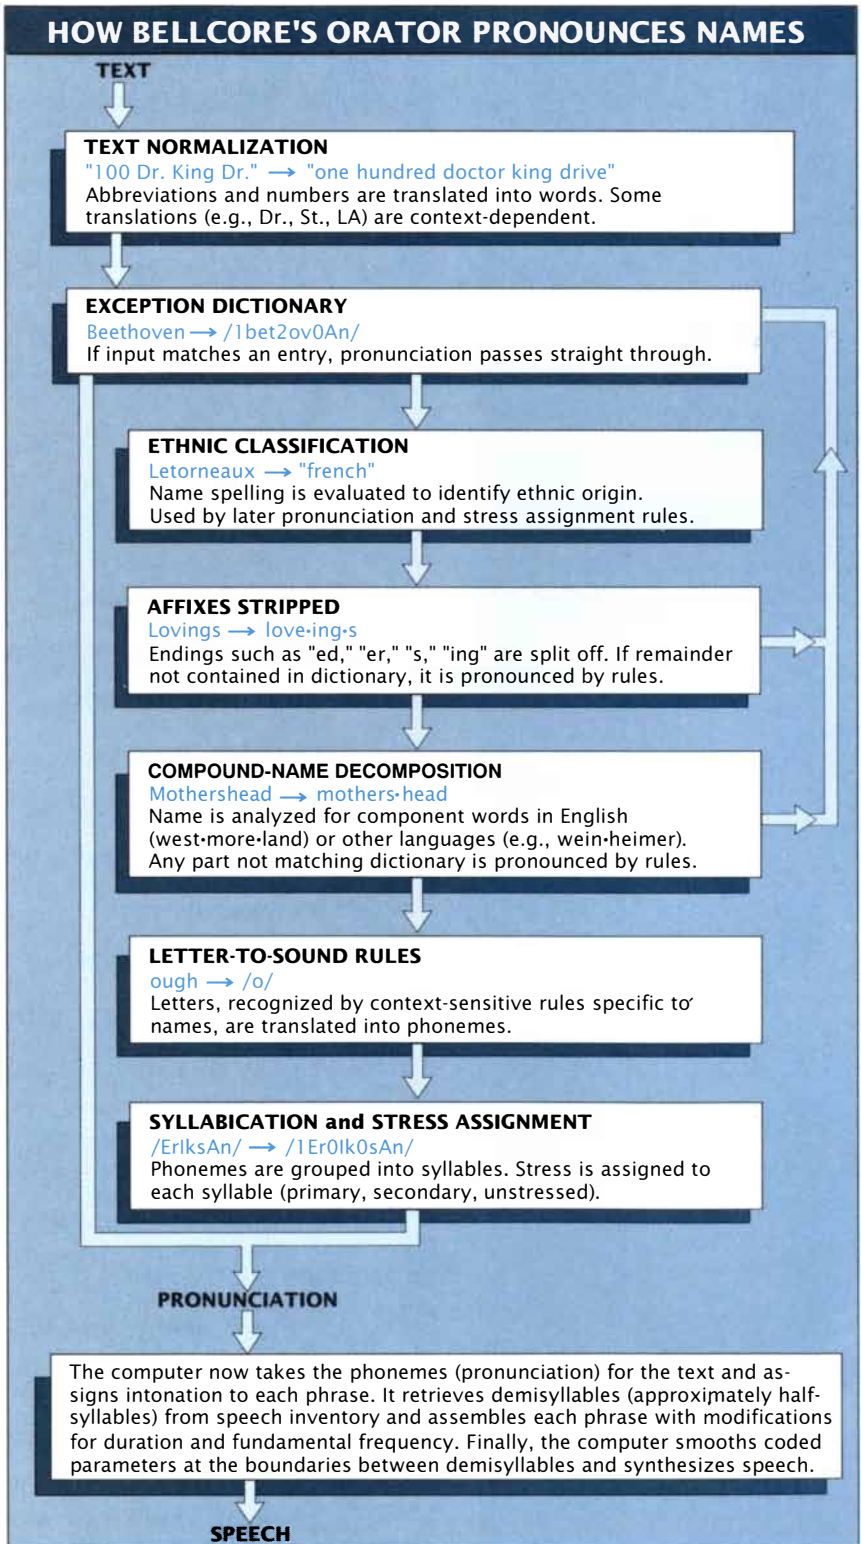 HOW BELLCORE'S ORATOR PRONOUNCES NAMES
TEXT
TEXT NORMALIZATION
"100 Dr. King Dr." → "one hundred doctor king drive"
Abbreviations and numbers are translated into words. Some
translations (e.g., Dr., St., LA) are context-dependent.
EXCEPTION DICTIONARY
Beethoven → /1bet2ov0An/
If input matches an entry, pronunciation passes straight through.
ETHNIC CLASSIFICATION
Letorneaux → "french"
Name spelling is evaluated to identify ethnic origin.
Used by later pronunciation and stress assignment rules.
AFFIXES STRIPPED
Lovings → love•ing•s
Endings such as "ed," "er," "s," "ing" are split off. If remainder
not contained in dictionary, it is pronounced by rules.
COMPOUND-NAME DECOMPOSITION
Mothershead → mothers•head
Name is analyzed for component words in English
(west•more•land) or other languages (e.g., wein•heimer).
Any part not matching dictionary is pronounced by rules.
LETTER-TO-SOUND RULES
ough → /o/
Letters, recognized by context-sensitive rules specific to
names, are translated into phonemes.
SYLLABICATION and STRESS ASSIGNMENT
/ErIksAn/ → /1Er0Ik0sAn/
Phonemes are grouped into syllables. Stress is assigned to
each syllable (primary, secondary, unstressed).
PRONUNCIATION
The computer now takes the phonemes (pronunciation) for the text and as-
signs intonation to each phrase. It retrieves demisyllables (approximately half-
syllables) from speech inventory and assembles each phrase with modifications
for duration and fundamental frequency. Finally, the computer smooths coded
parameters at the boundaries between demisyllables and synthesizes speech.
SPEECH